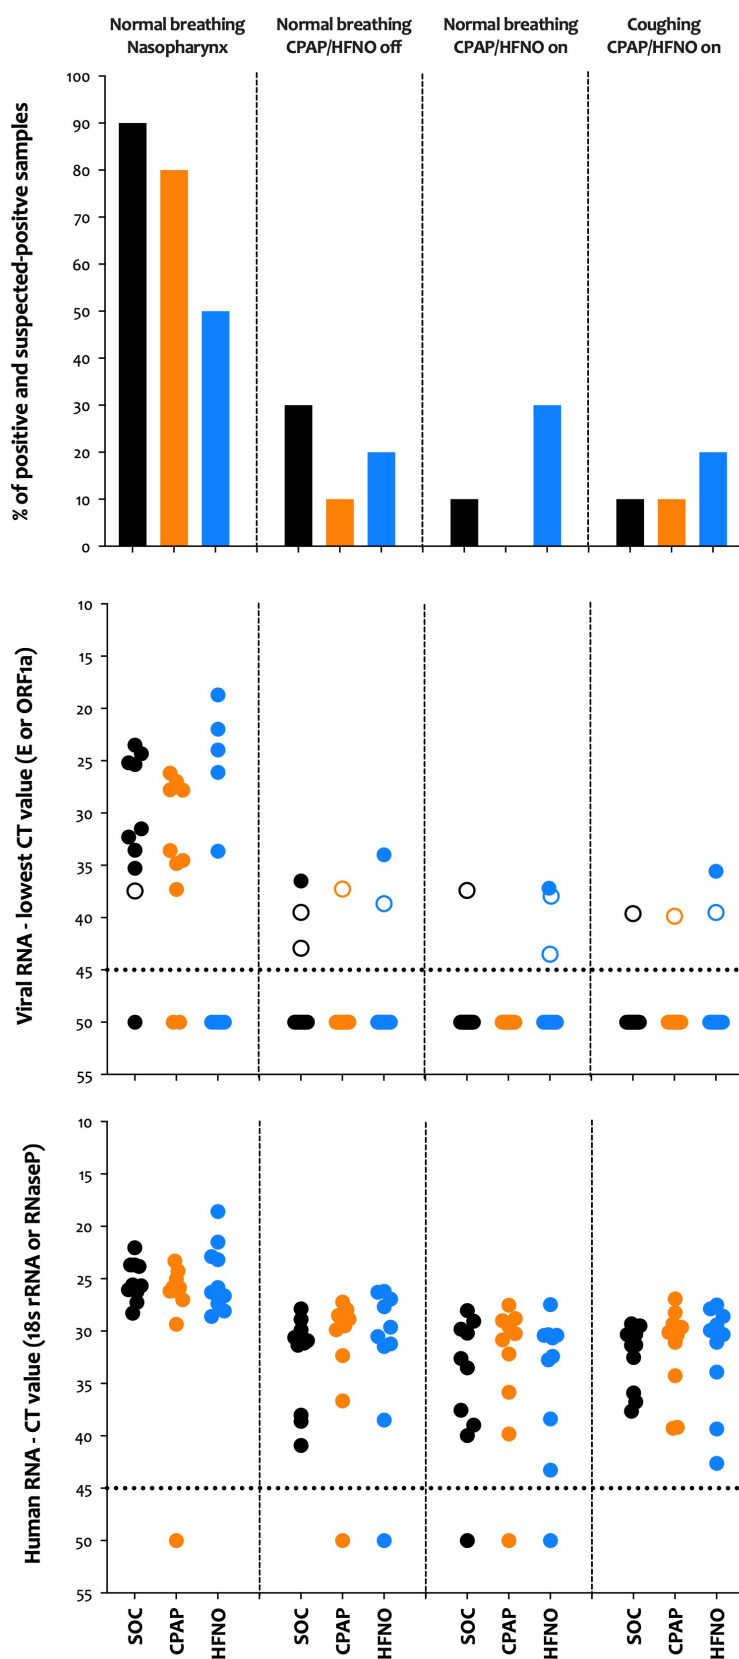 Normal breathing
Nasopharynx
Normal breathing
CPAP/HFNO off
Normal breathing
CPAP/HFNO on
Coughing
CPAP/HFNO on
% of positive and suspected-positve samples
100
90
80
70
60
50
40
30
20
10
0
Viral RNA - lowest CT value (E or ORF1a)
10
15
20
25
30
35
40
45
50
55
Human RNA - CT value (18s rRNA or RNaseP)
10
15
20
25
30
35
40
45
50
55
SOC
CPAP
HFNO
SOC
CPAP
HFNO
SOC
CPAP
HFNO
SOC
CPAP
HFNO